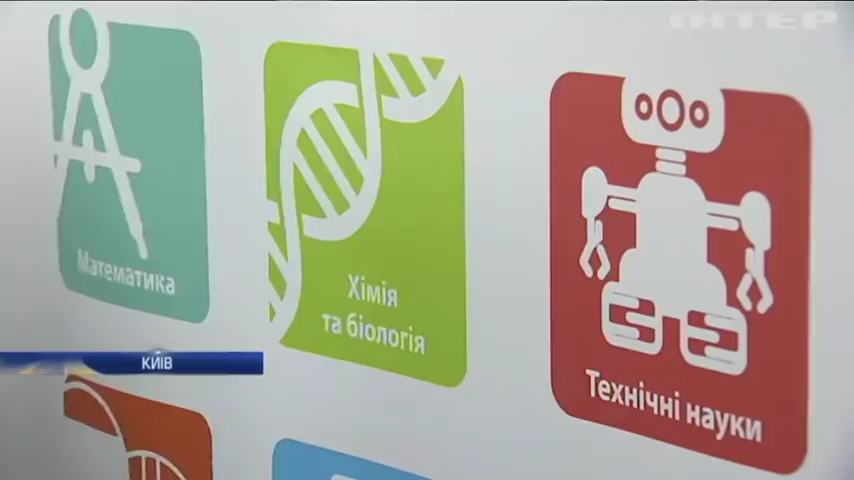 ІНТЕР
Математика
Хімія
та біологія
Технічні науки
КИЇВ